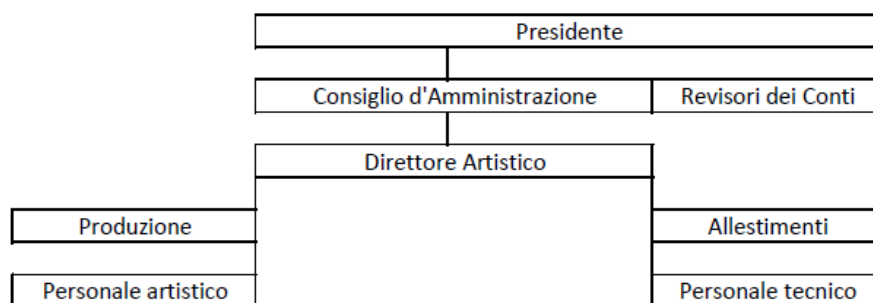 Presidente
Consiglio d'Amministrazione Revisori dei Conti
Direttore Artistico
Produzione Allestimenti
Personale artistico Personale tecnico